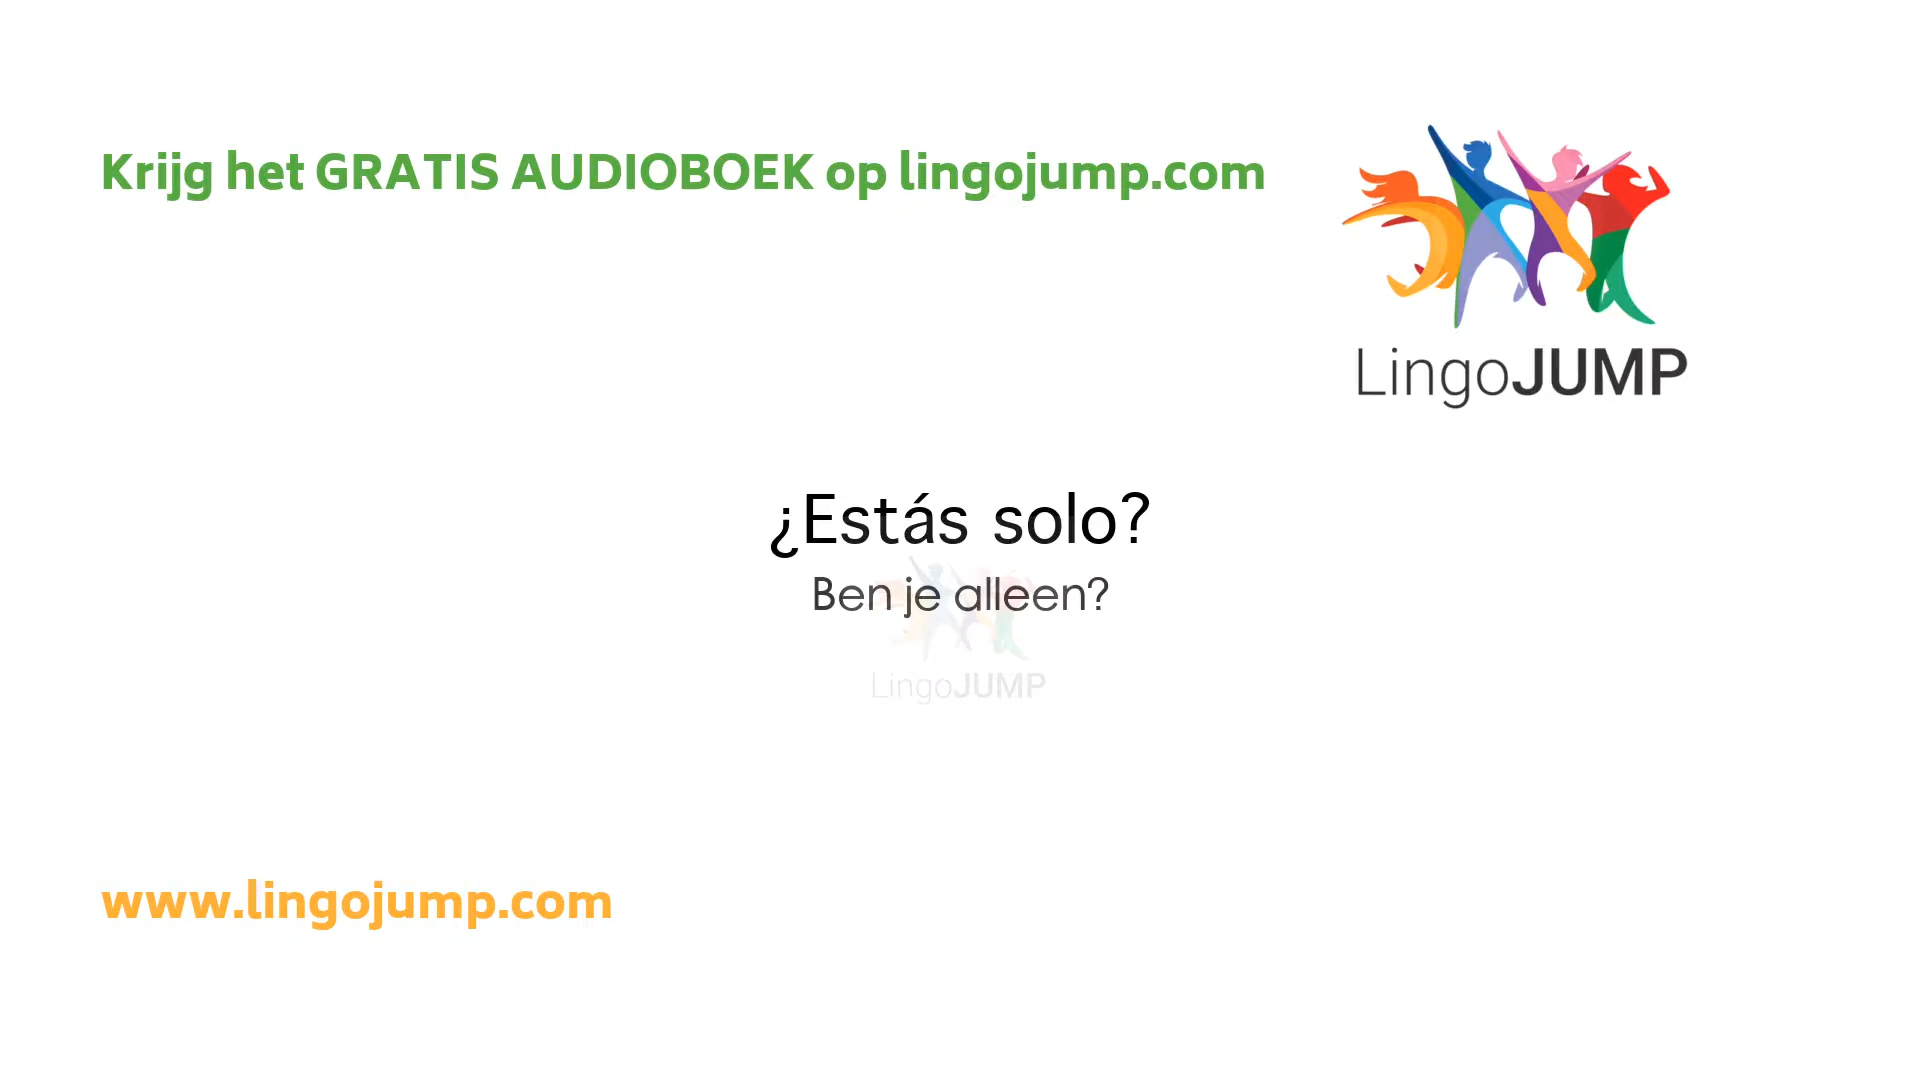 Krijg het GRATIS AUDIOBOEK op lingojump.com
LingoJUMP
¿Estás solo?
Ben je alleen?
LingoJUMP
www.lingojump.com